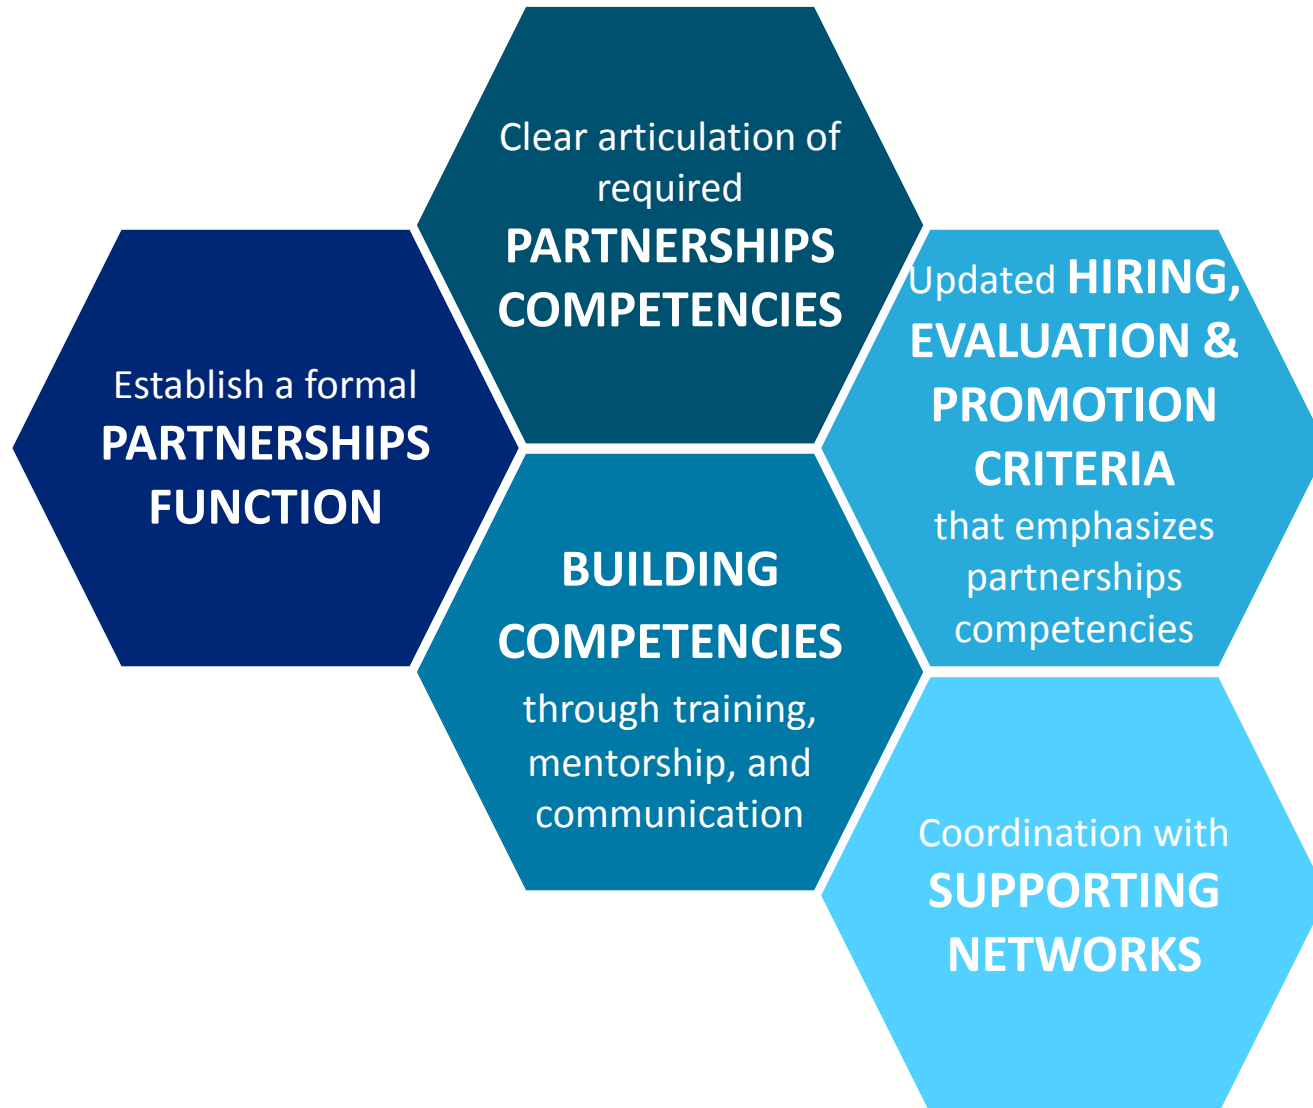 Clear articulation of
required
PARTNERSHIPS
COMPETENCIES
Establish a formal
PARTNERSHIPS
FUNCTION
Updated HIRING,
EVALUATION &
PROMOTION
CRITERIA
that emphasizes
partnerships
competencies
BUILDING
COMPETENCIES
through training,
mentorship, and
communication
Coordination with
SUPPORTING
NETWORKS